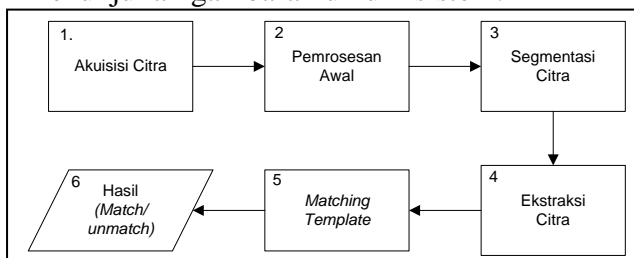 1.
Akuisisi Citra
2
Pemrosesan
Awal
3
Segmentasi
Citra
4
Ekstraksi
Citra
5
Matching
Template
6
Hasil
(Match/
unmatch)